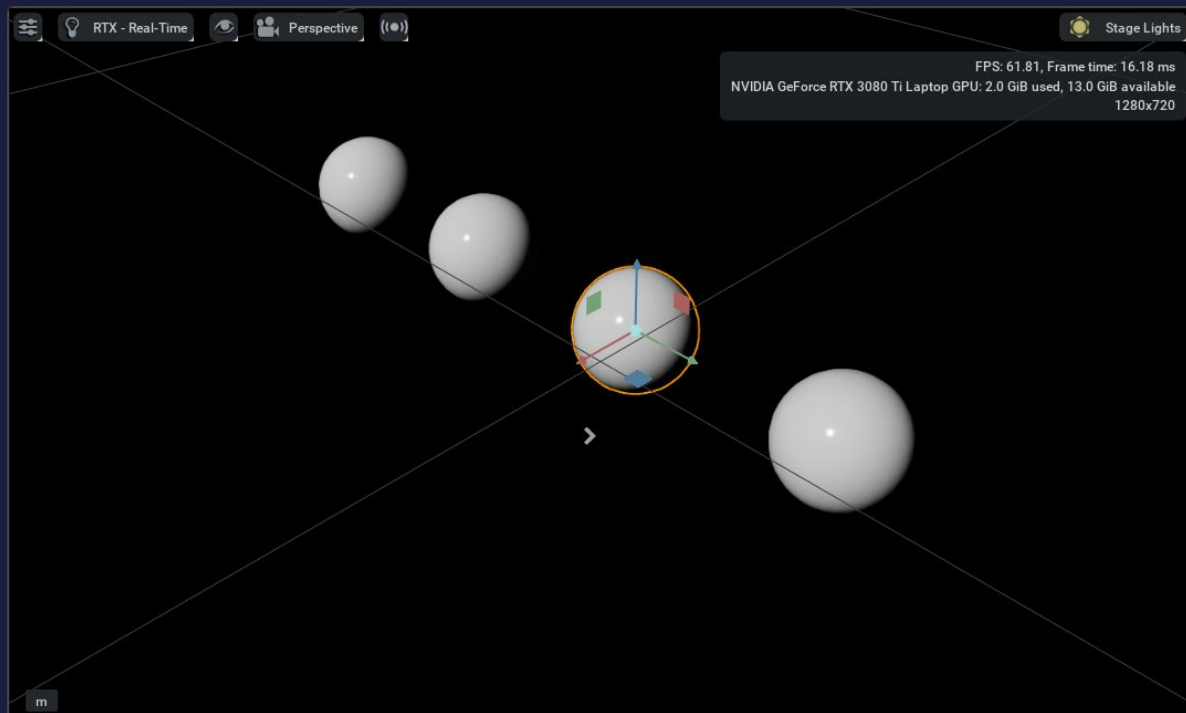 RTX - Real-Time
Perspective
Stage Lights
FPS: 61.81, Frame time: 16.18 ms
NVIDIA GeForce RTX 3080 Ti Laptop GPU: 2.0 GiB used, 13.0 GiB available
1280x720
m